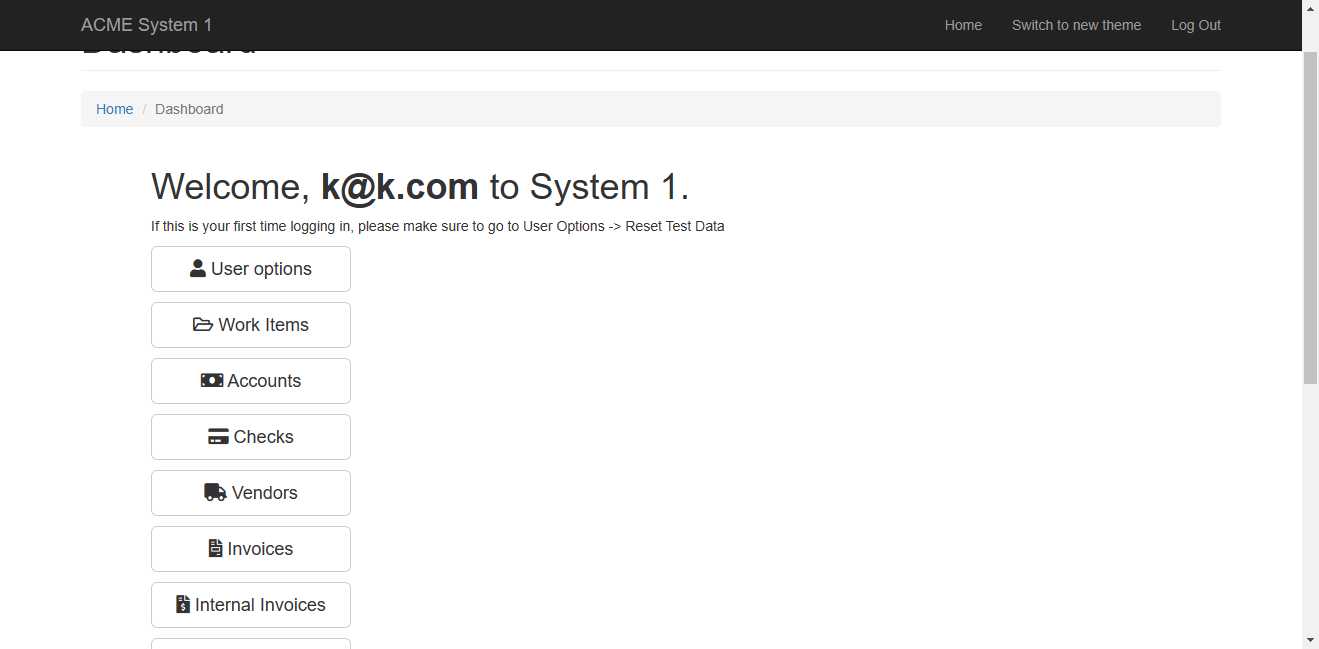 ACME System 1
Home
Switch to new theme
Log Out
Dashboard
Home / Dashboard
Welcome, k@k.com to System 1.
If this is your first time logging in, please make sure to go to User Options -> Reset Test Data
User options
Work Items
Accounts
Checks
Vendors
Invoices
Internal Invoices